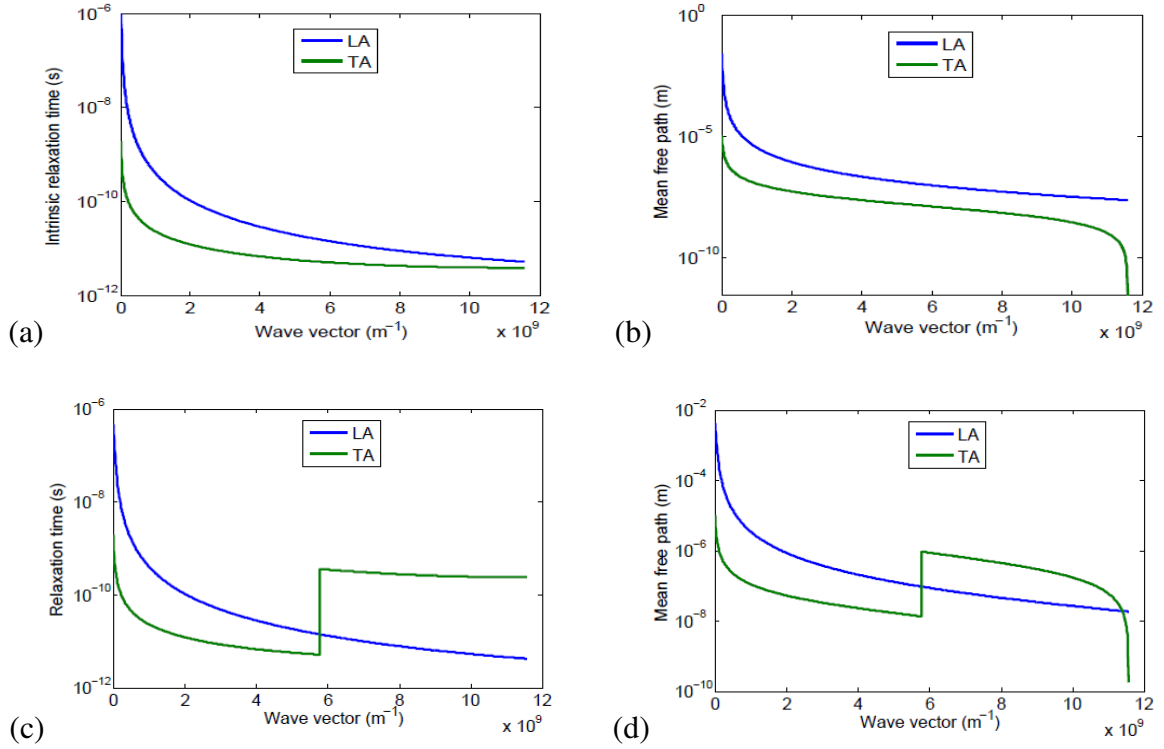 10^-6
10^-8
10^-10
10^-12
Intrinsic relaxation time (s)
LA
TA
0 2 4 6 8 10 12
Wave vector (m^-1)
x 10^9
(a)
10^0
10^-5
10^-10
Mean free path (m)
LA
TA
0 2 4 6 8 10 12
Wave vector (m^-1)
x 10^9
(b)
10^-6
10^-8
10^-10
10^-12
Relaxation time (s)
LA
TA
0 2 4 6 8 10 12
Wave vector (m^-1)
x 10^9
(c)
10^-2
10^-4
10^-6
10^-8
10^-10
Mean free path (m)
LA
TA
0 2 4 6 8 10 12
Wave vector (m^-1)
x 10^9
(d)